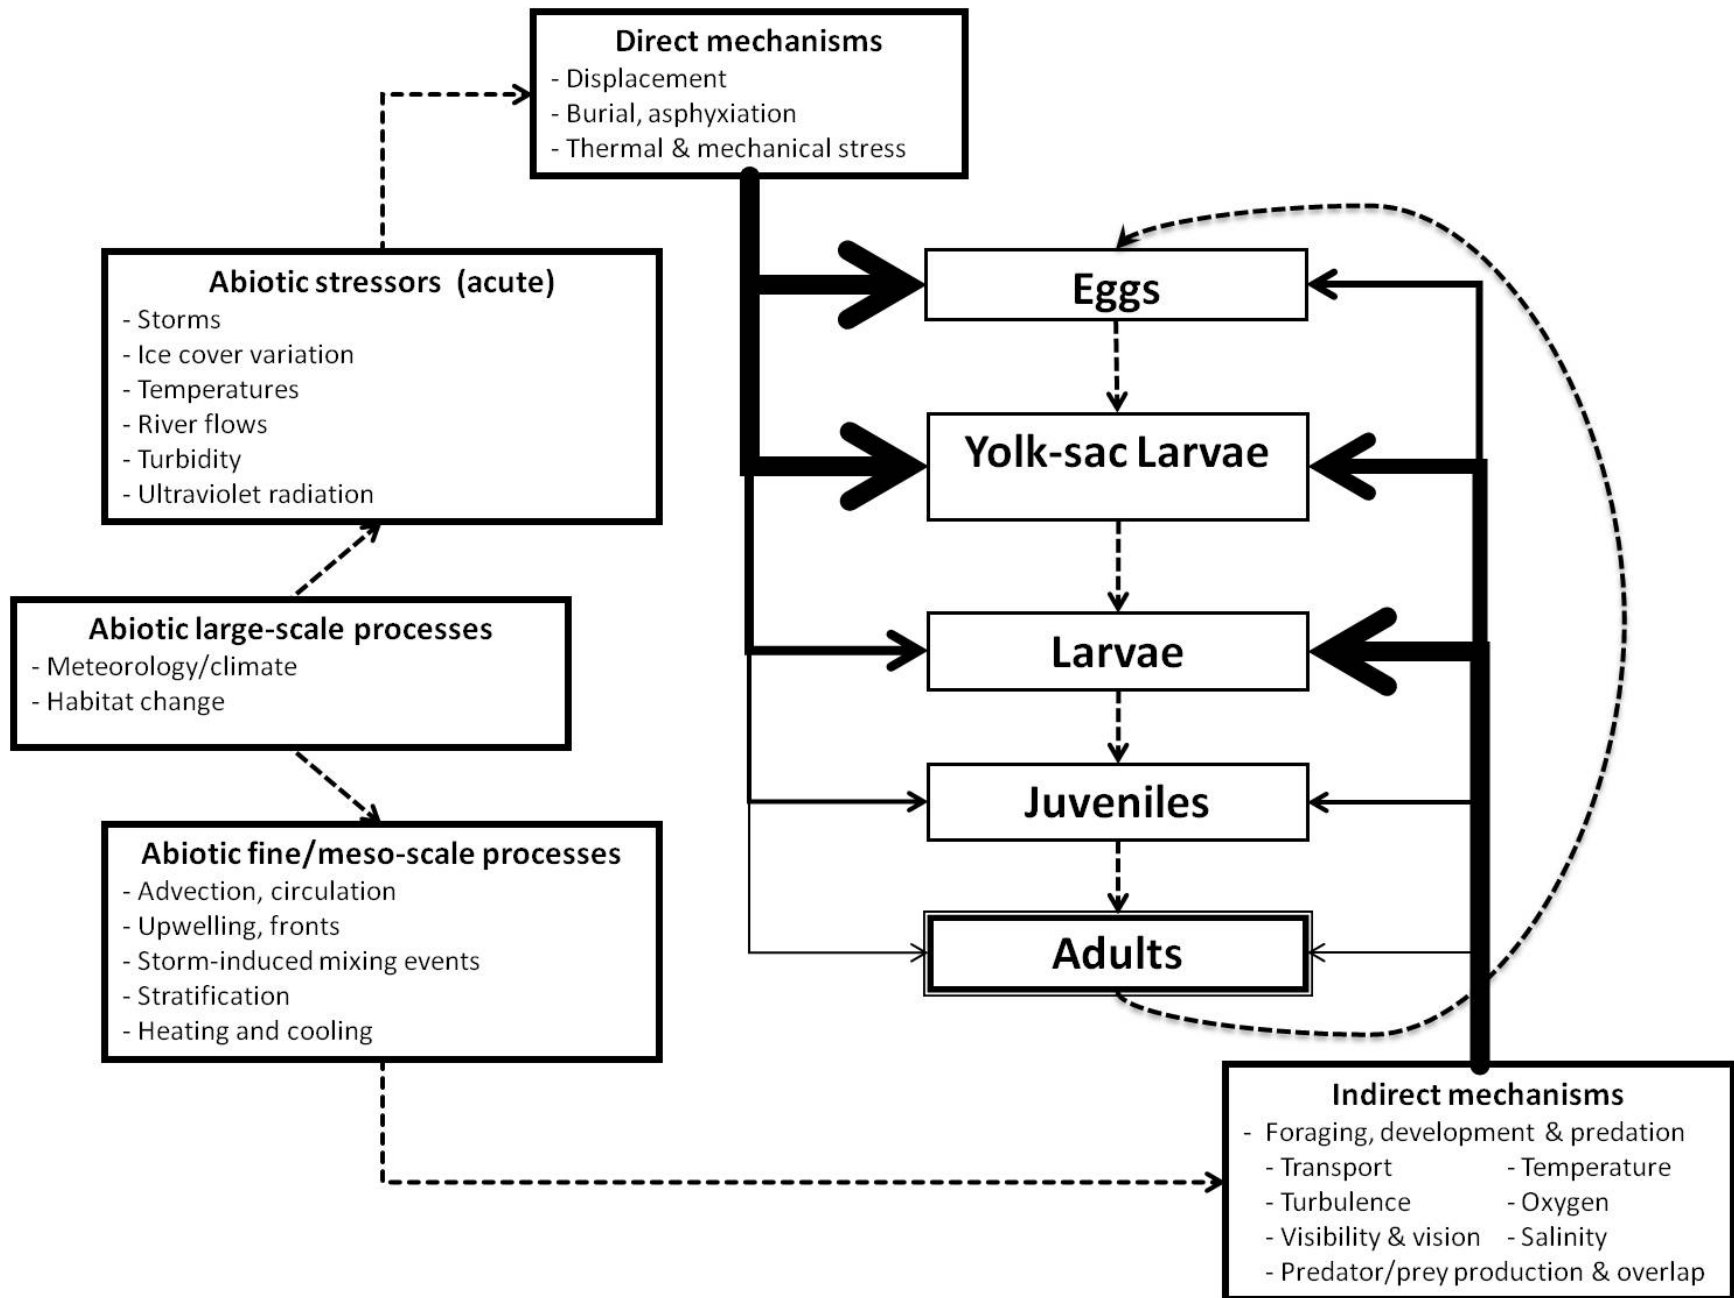 Direct mechanisms
- Displacement
- Burial, asphyxiation
- Thermal & mechanical stress
Abiotic stressors (acute)
- Storms
- Ice cover variation
- Temperatures
- River flows
- Turbidity
- Ultraviolet radiation
Abiotic large-scale processes
- Meteorology/climate
- Habitat change
Abiotic fine/meso-scale processes
- Advection, circulation
- Upwelling, fronts
- Storm-induced mixing events
- Stratification
- Heating and cooling
Eggs
Yolk-sac Larvae
Larvae
Juveniles
Adults
Indirect mechanisms
- Foraging, development & predation
- Transport - Temperature
- Turbulence - Oxygen
- Visibility & vision - Salinity
- Predator/prey production & overlap